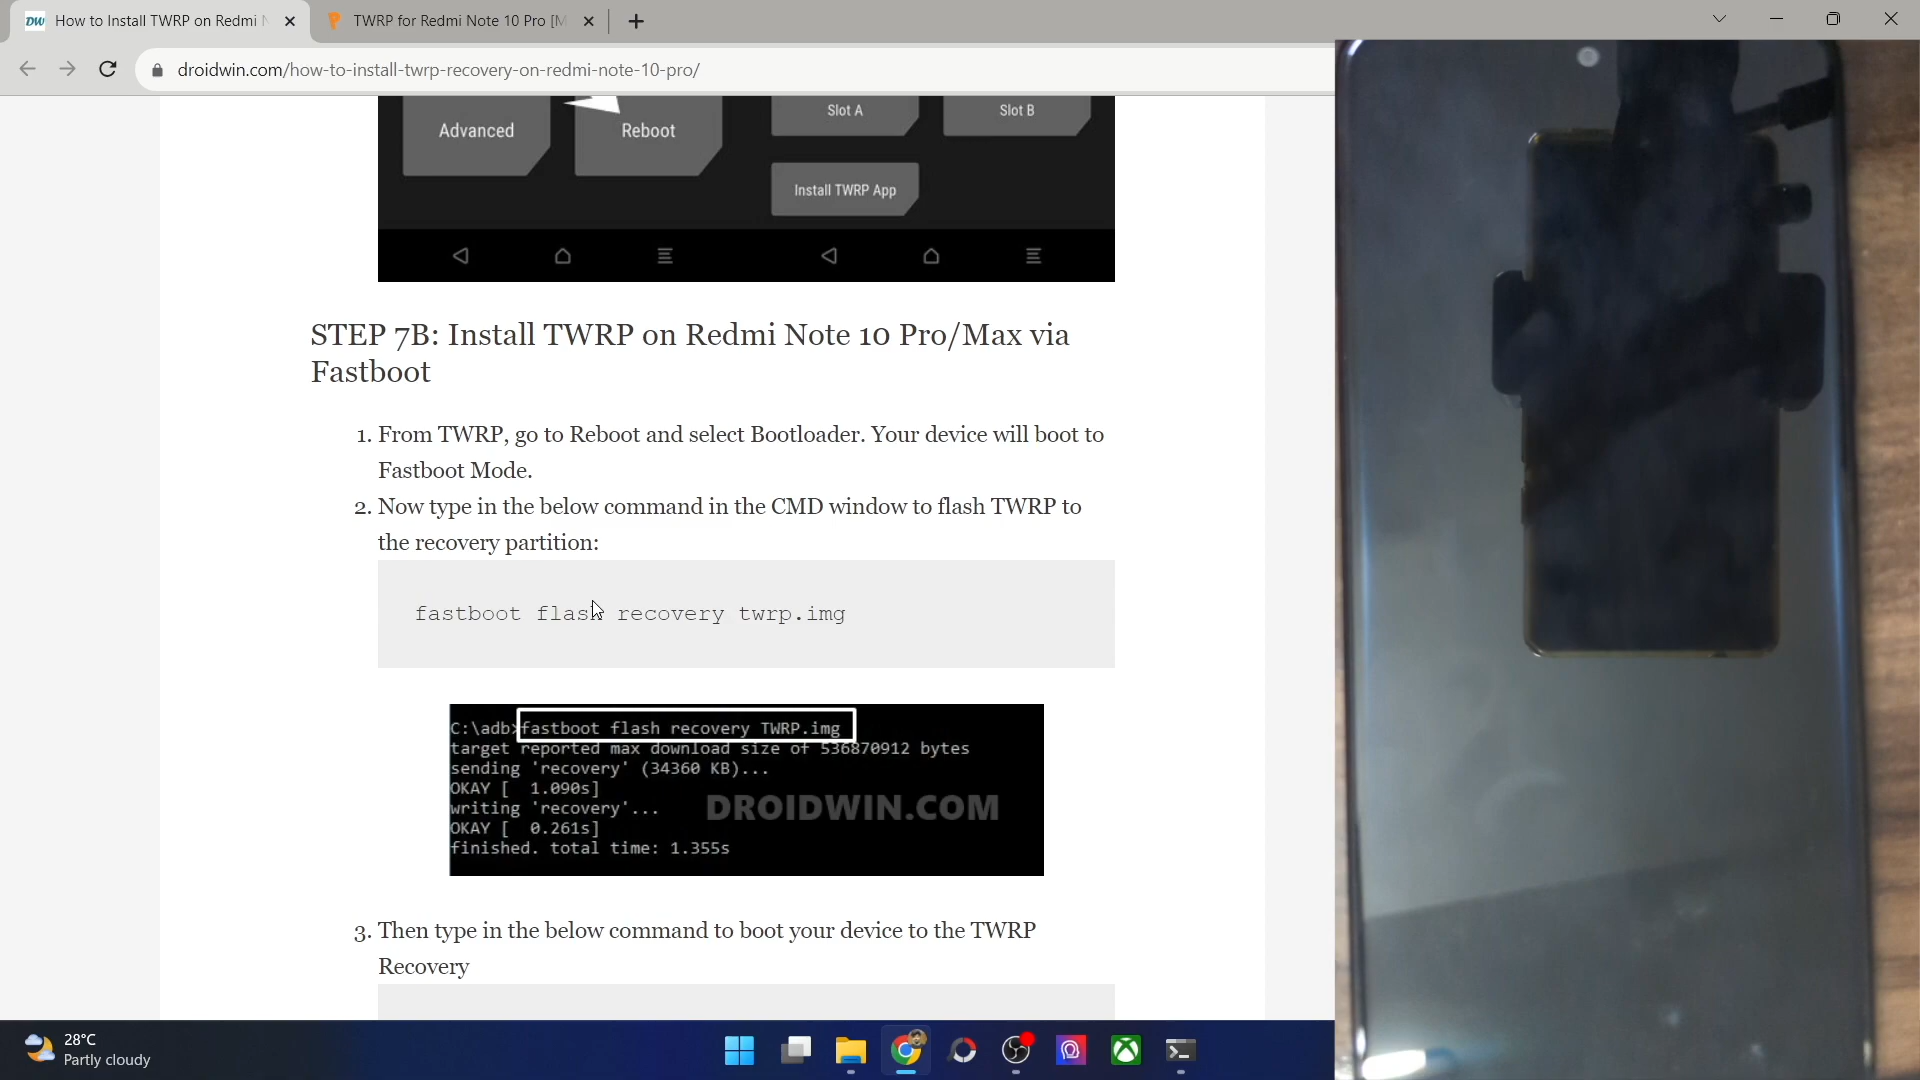 DW How to Install TWRP on Redmi N
TWRP for Redmi Note 10 Pro [M
droidwin.com/how-to-install-twrp-recovery-on-redmi-note-10-pro/
Advanced
Reboot
Slot A
Slot B
Install TWRP App
STEP 7B: Install TWRP on Redmi Note 10 Pro/Max via
Fastboot
1. From TWRP, go to Reboot and select Bootloader. Your device will boot to
Fastboot Mode.
2. Now type in the below command in the CMD window to flash TWRP to
the recovery partition:
fastboot flash recovery twrp.img
C:\adb>fastboot flash recovery TWRP.img
target reported max download size of 536870912 bytes
sending 'recovery' (34360 KB)...
OKAY [  1.090s]
writing 'recovery'...
OKAY [  0.261s]
finished. total time: 1.355s
DROIDWIN.COM
3. Then type in the below command to boot your device to the TWRP
Recovery
28°C
Partly cloudy